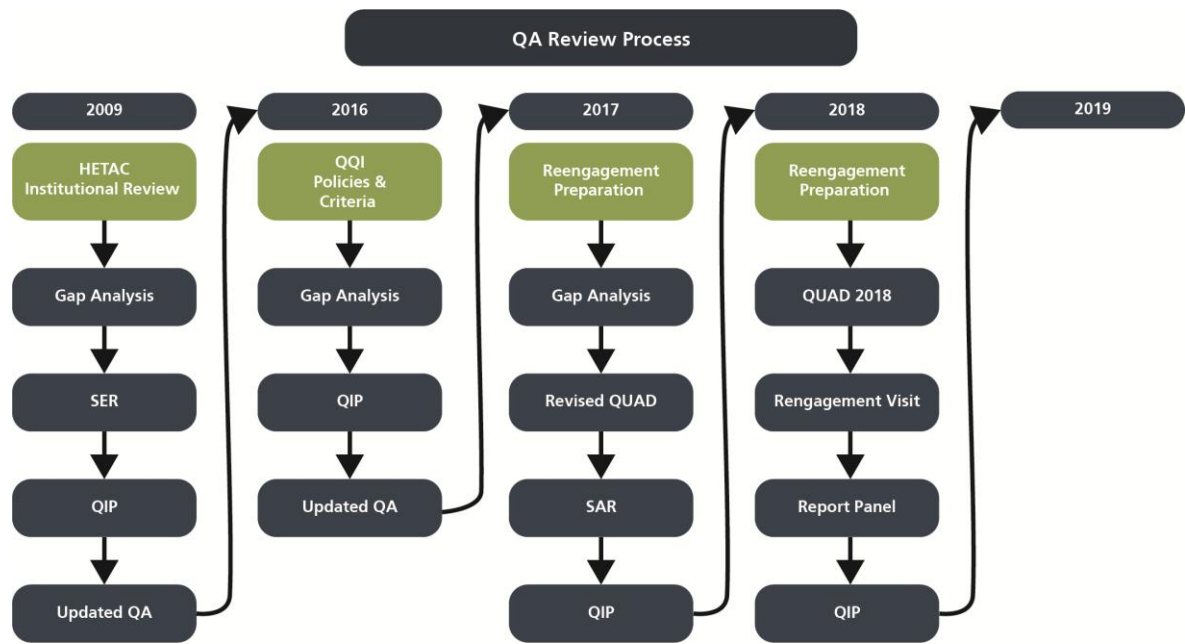 QA Review Process
2009
HETAC
Institutional Review
Gap Analysis
SER
QIP
Updated QA
2016
QQI
Policies &
Criteria
Gap Analysis
QIP
Updated QA
2017
Reengagement
Preparation
Gap Analysis
Revised QUAD
SAR
QIP
2018
Reengagement
Preparation
QUAD 2018
Rengagement Visit
Report Panel
QIP
2019